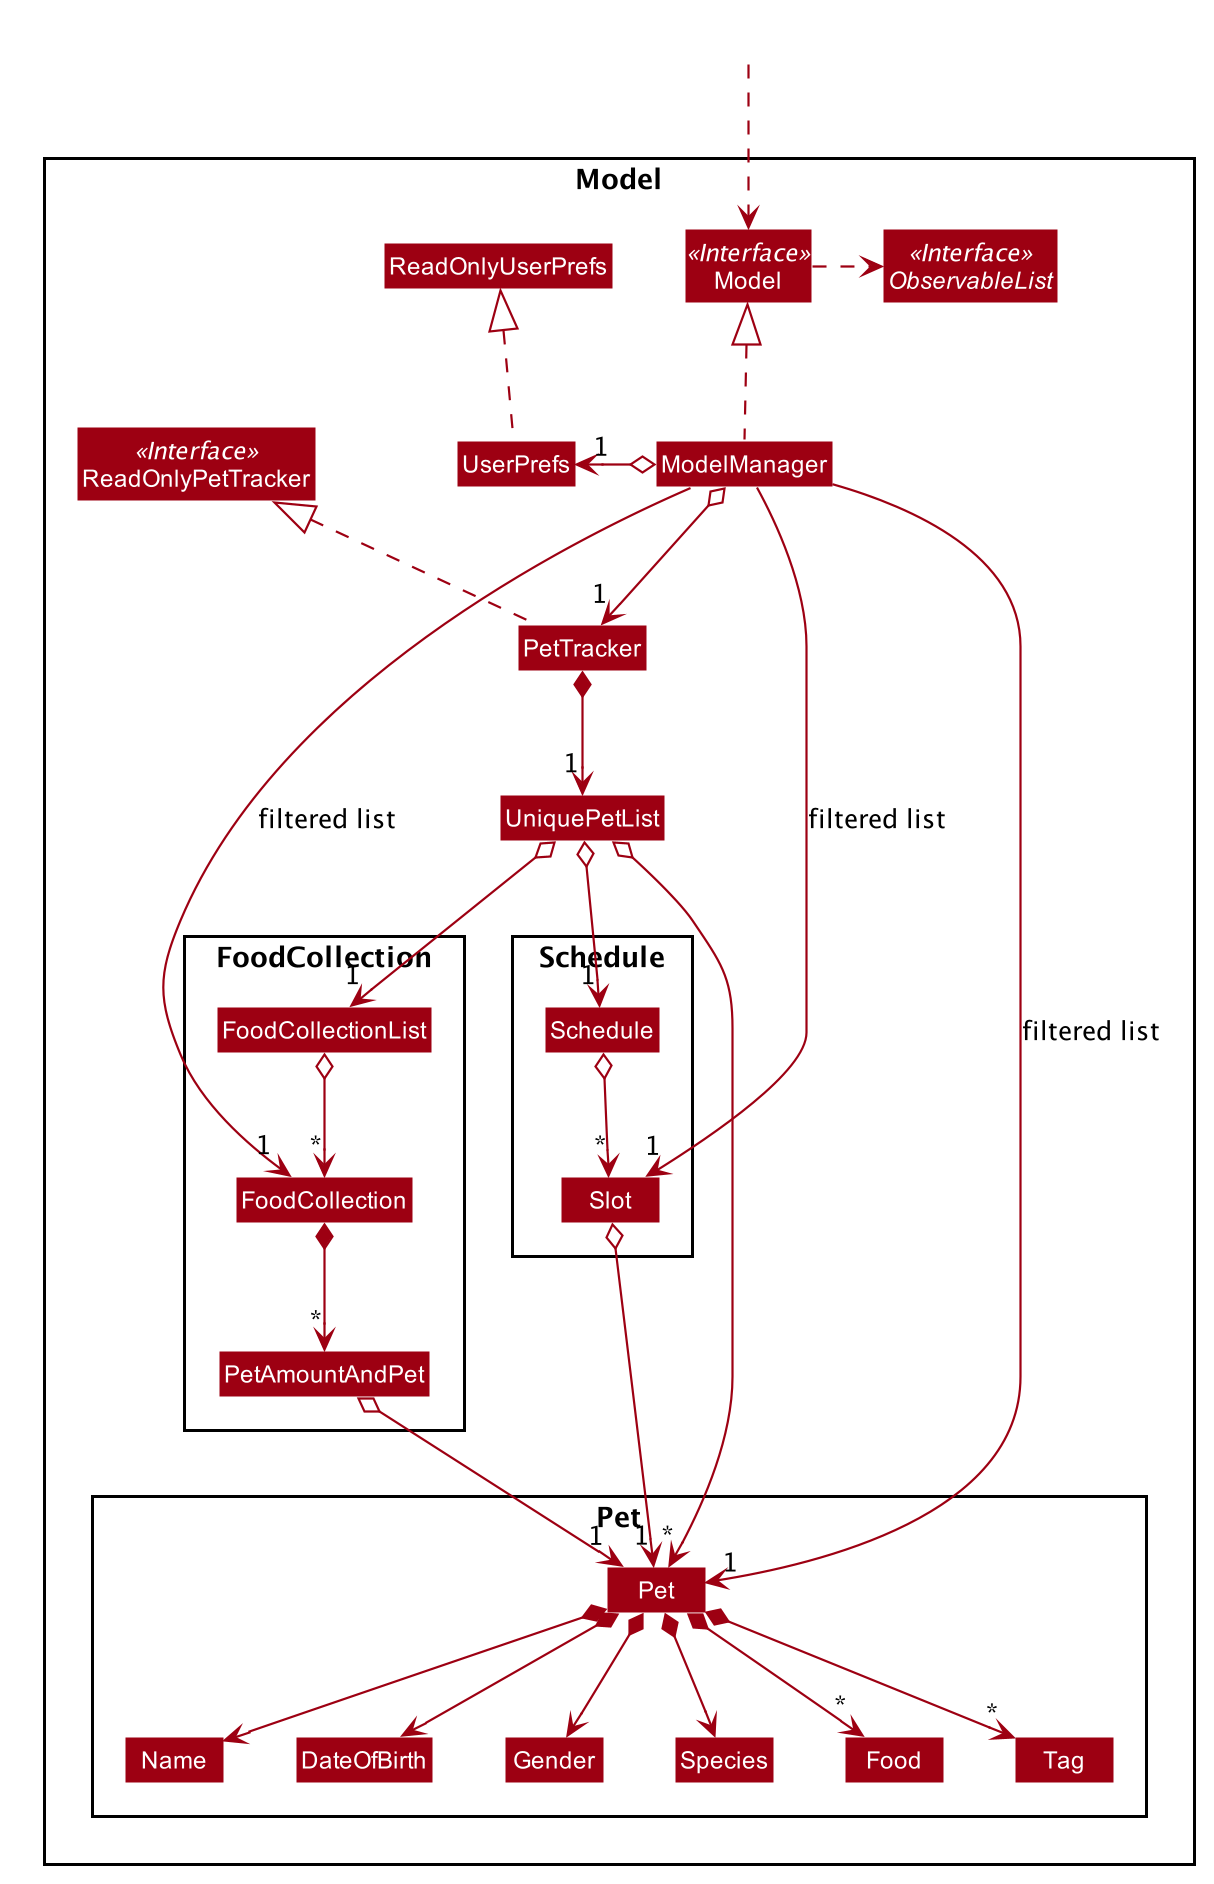 Model
«Interface»
Model
«Interface»
ObservableList
ReadOnlyUserPrefs
«Interface»
ReadOnlyPetTracker
UserPrefs
1
ModelManager
1
PetTracker
1
UniquePetList
filtered list
filtered list
filtered list
FoodCollection
1
FoodCollectionList
Schedule
1
Schedule
1
*
FoodCollection
*
1
Slot
*
PetAmountAndPet
Pet
1
1
*
1
Pet
*
*
Name
DateOfBirth
Gender
Species
Food
Tag